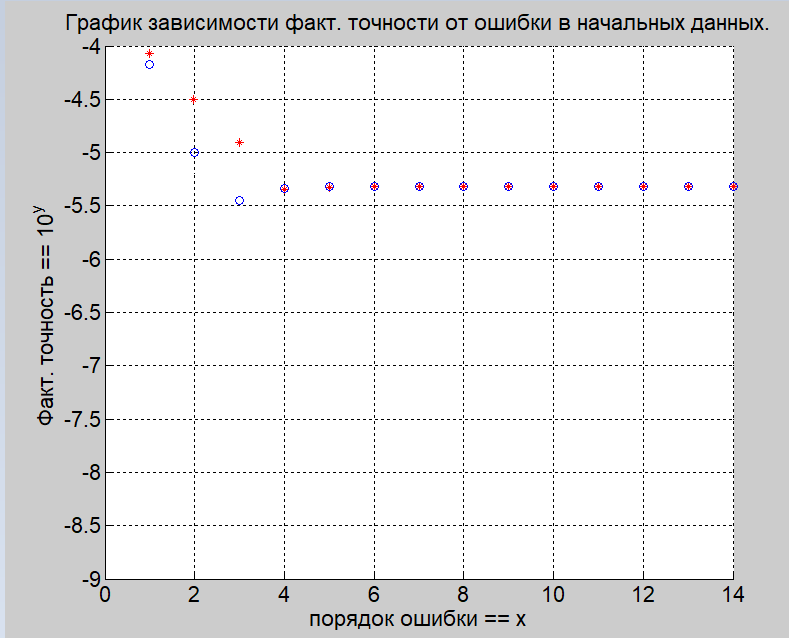 График зависимости факт. точности от ошибки в начальных данных.
-4
-4.5
-5
-5.5
-6
-6.5
-7
-7.5
-8
-8.5
-9
Факт. точность == 10^y
0 2 4 6 8 10 12 14
порядок ошибки == x